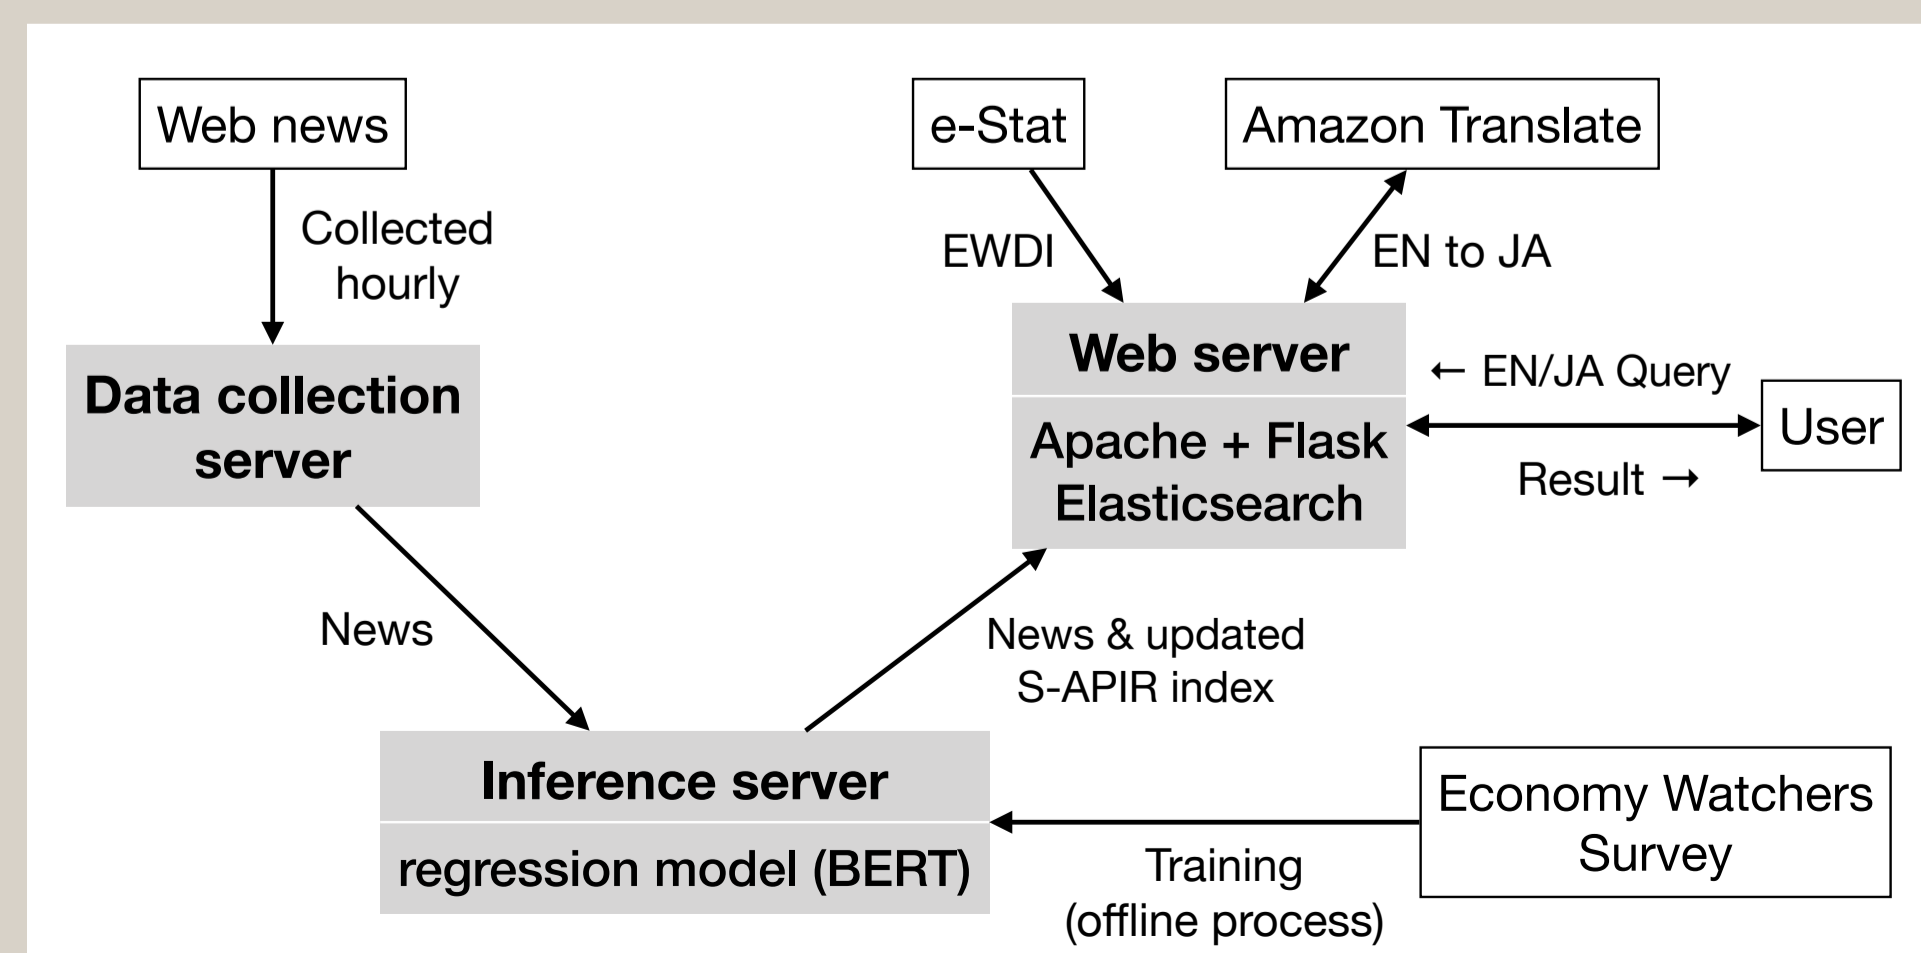 Web news
e-Stat
Amazon Translate
Collected
hourly
EWDI
EN to JA
Data collection
server
Web server
Apache + Flask
Elasticsearch
← EN/JA Query
User
Result →
News
News & updated
S-APIR index
Inference server
regression model (BERT)
Economy Watchers
Survey
Training
(offline process)